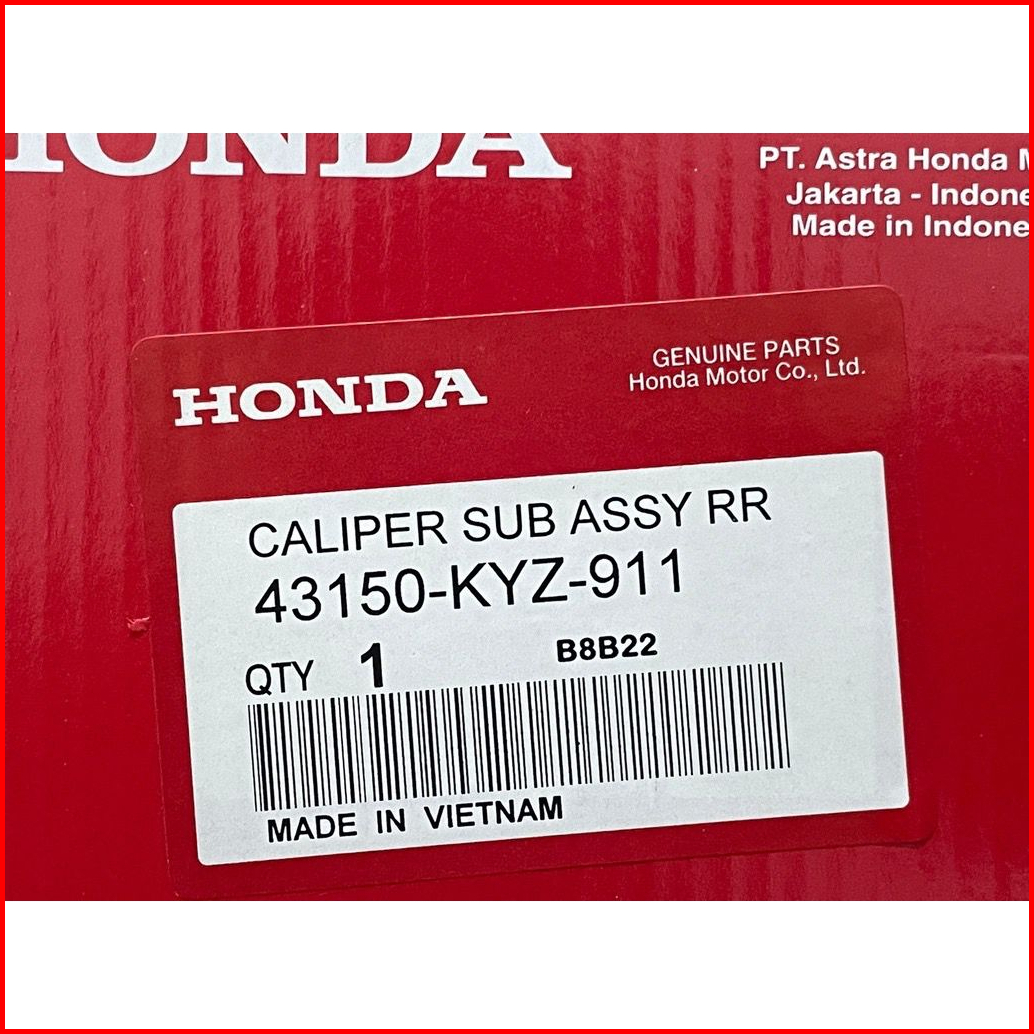 HONDA
PT. Astra Honda
Jakarta - Indone
Made in Indone
HONDA
GENUINE PARTS
Honda Motor Co., Ltd.
CALIPER SUB ASSY RR
43150-KYZ-911
QTY 1 B8B22
MADE IN VIETNAM